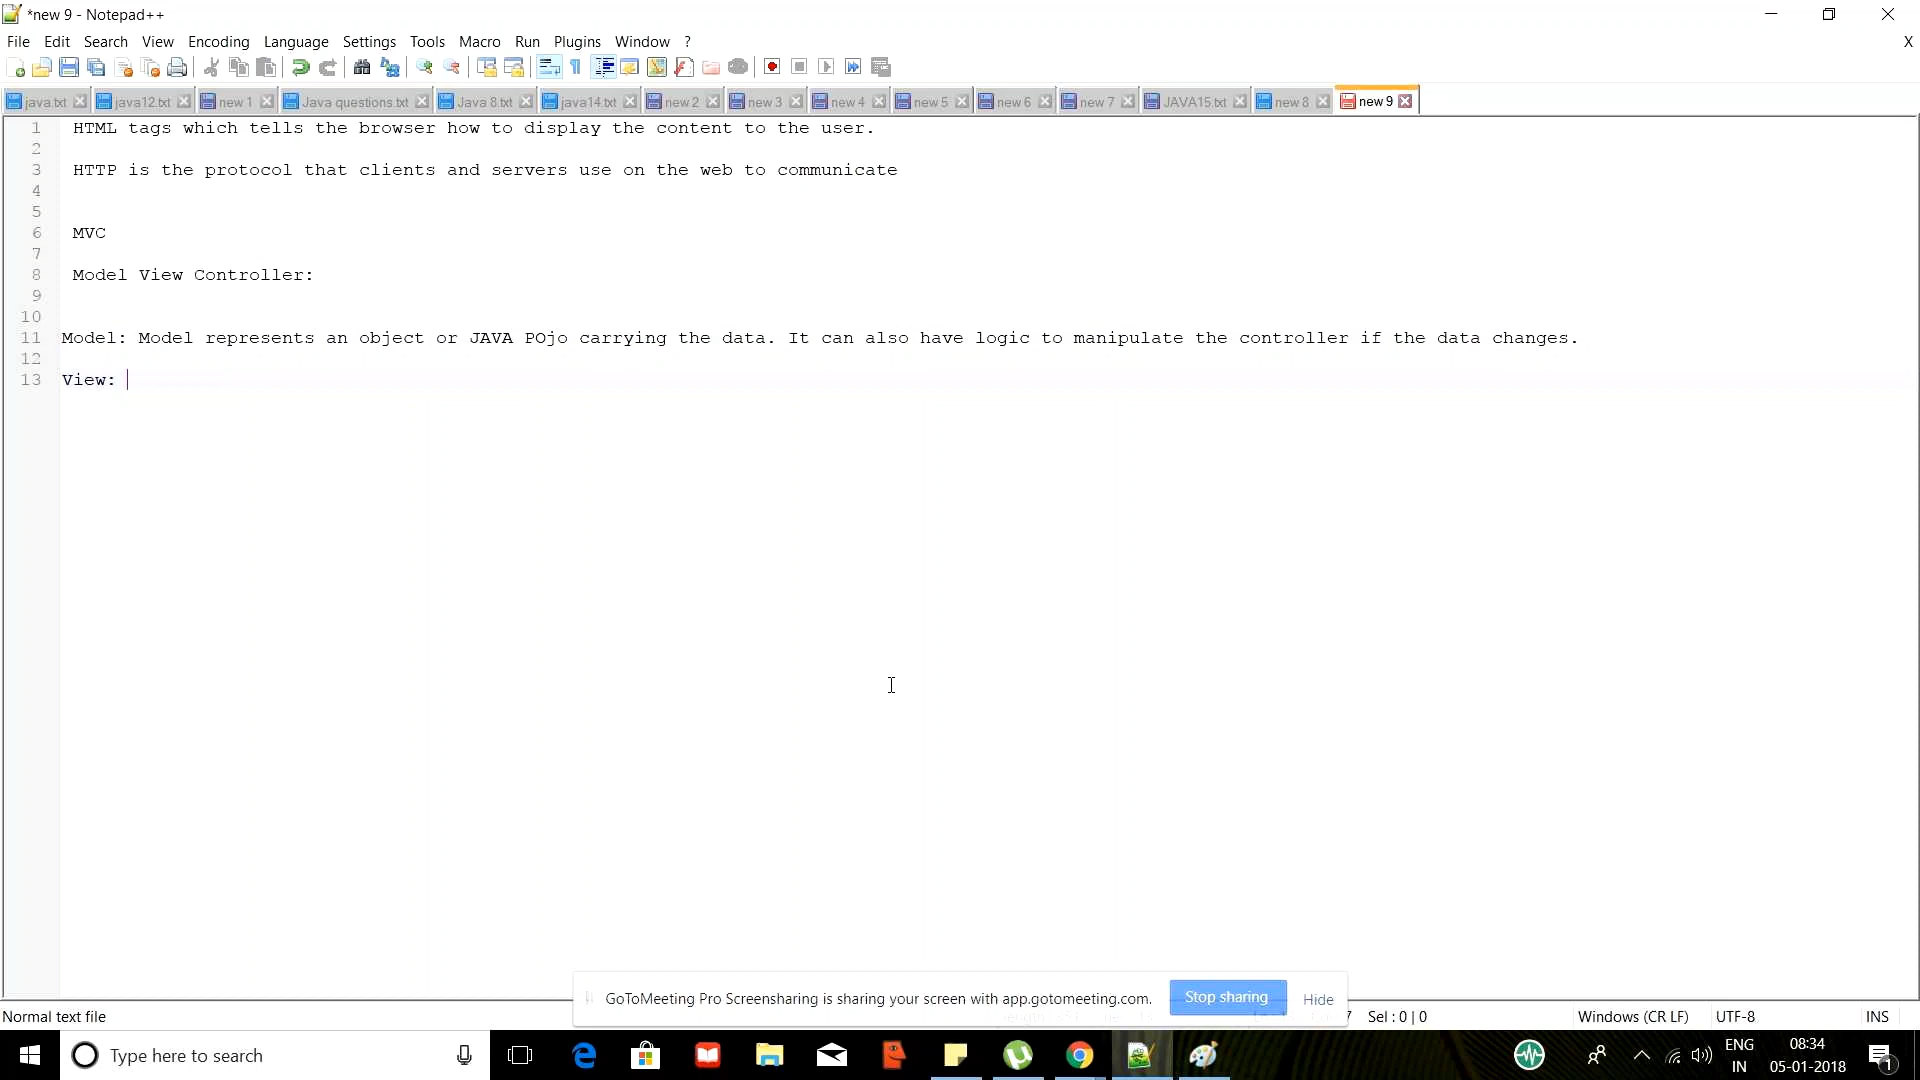 *new 9 - Notepad++
File Edit Search View Encoding Language Settings Tools Macro Run Plugins Window ?
X
java.txt java12.txt new 1 Java questions.txt Java 8.txt java14.txt new 2 new 3 new 4 new 5 new 6 new 7 JAVA15.txt new 8 new 9
1 HTML tags which tells the browser how to display the content to the user.
2
3 HTTP is the protocol that clients and servers use on the web to communicate
4
5
6 MVC
7
8 Model View Controller:
9
10
11 Model: Model represents an object or JAVA POjo carrying the data. It can also have logic to manipulate the controller if the data changes.
12
13 View:
GoToMeeting Pro Screensharing is sharing your screen with app.gotomeeting.com. Stop sharing Hide
Normal text file 7 Sel : 0 | 0 Windows (CR LF) UTF-8 INS
Type here to search
ENG 08:34
IN 05-01-2018 1